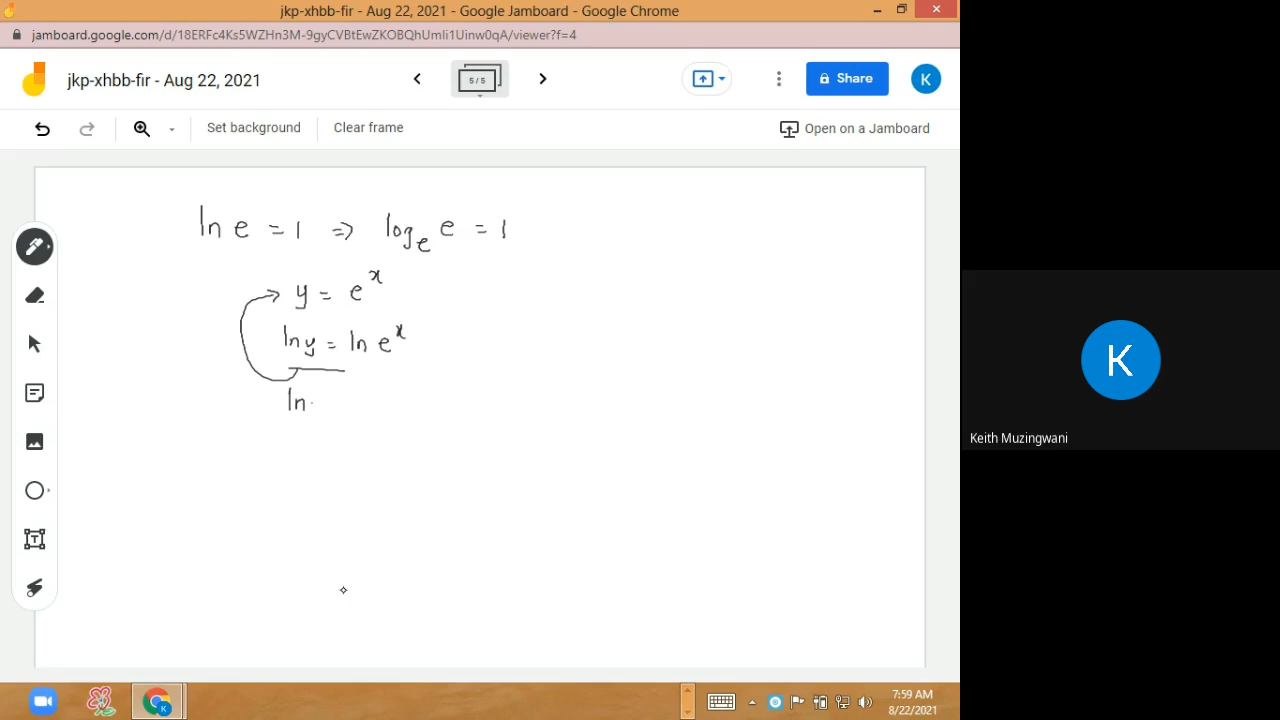 jkp-xhbb-fir - Aug 22, 2021 - Google Jamboard - Google Chrome
jamboard.google.com/d/18ERFc4Ks5WZHn3M-9gyCVBtEwZKOBQhUmli1Uinw0qA/viewer?f=4
jkp-xhbb-fir - Aug 22, 2021
5 / 5
Share
K
Set background
Clear frame
Open on a Jamboard
ln e = 1 => log_e e = 1
y = e^x
ln y = ln e^x
ln
K
Keith Muzingwani
7:59 AM
8/22/2021